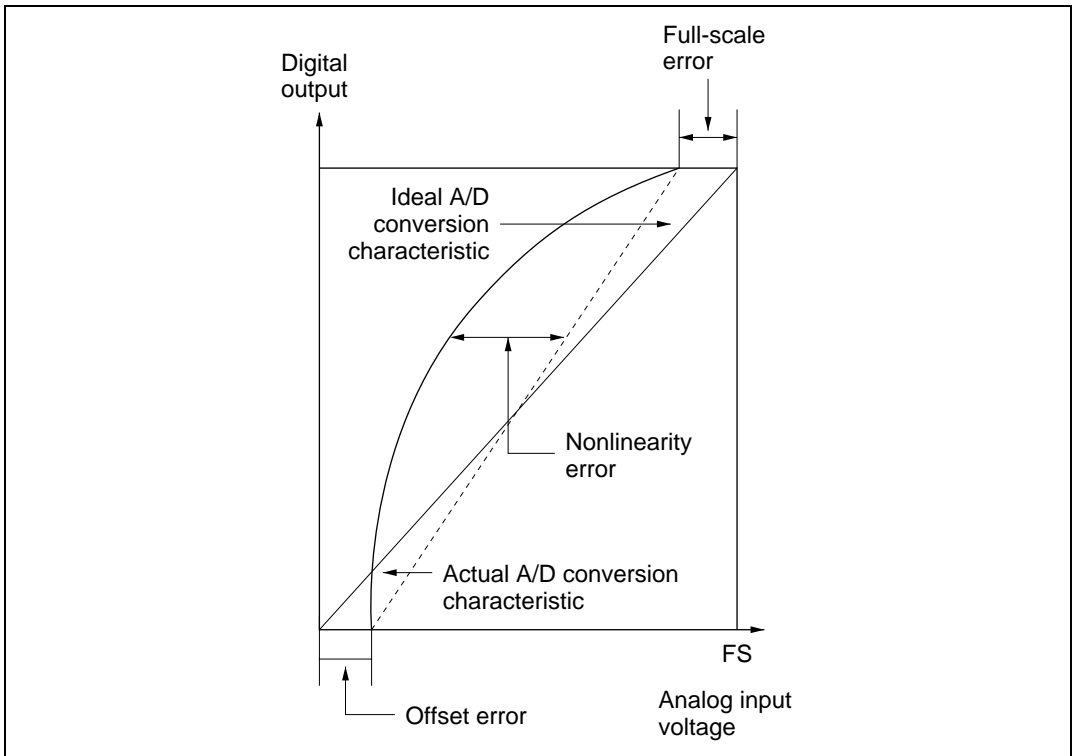 Full-scale
error
Digital
output
Ideal A/D
conversion
characteristic
Nonlinearity
error
Actual A/D conversion
characteristic
FS
Offset error
Analog input
voltage